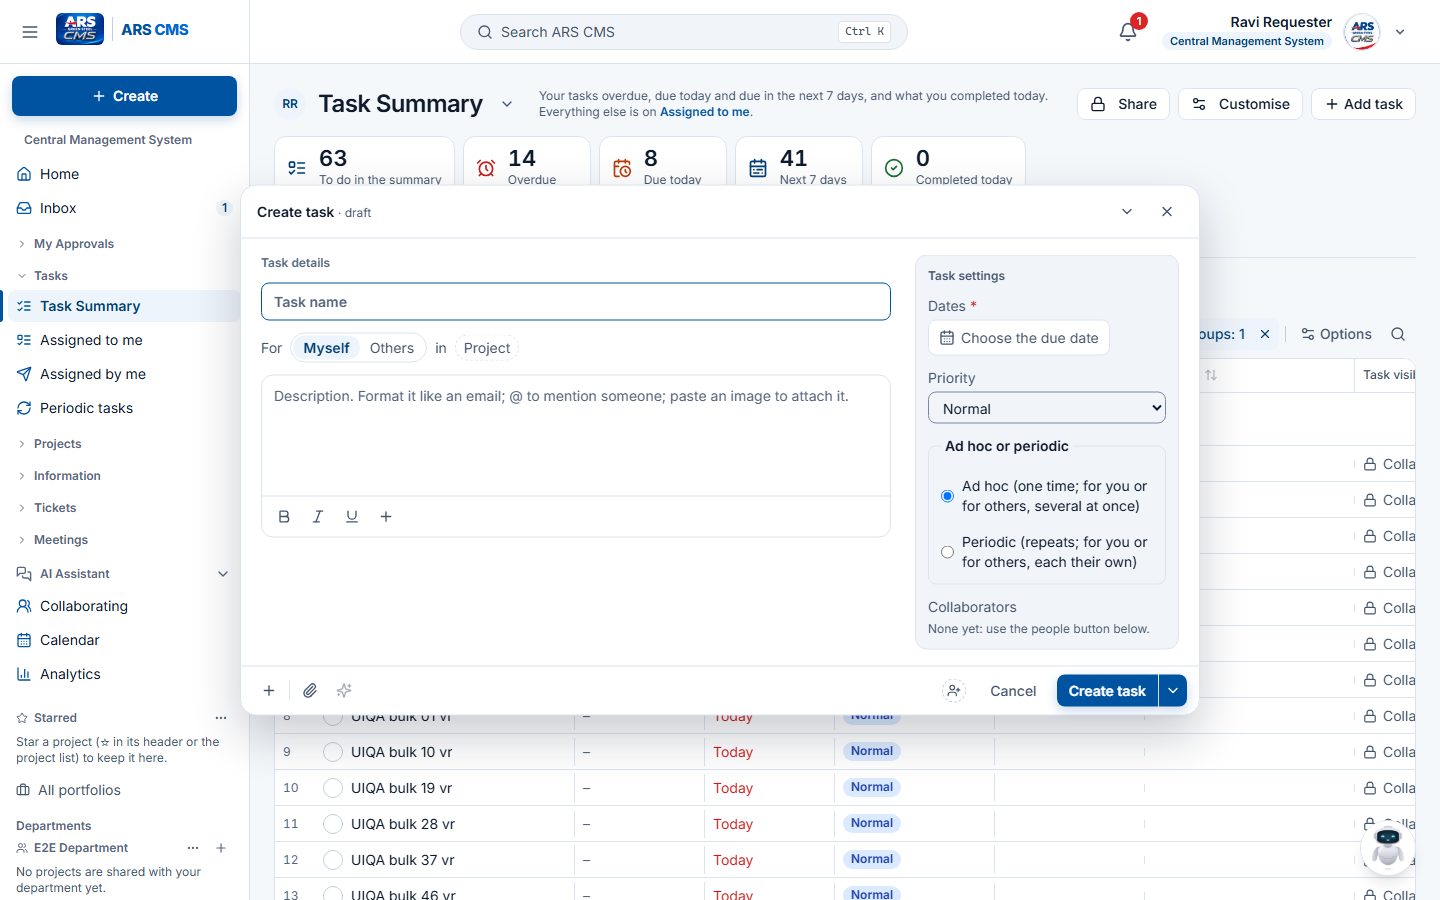 ARS
CMS
ARS CMS
Search ARS CMS
Ctrl K
1
Ravi Requester
Central Management System
ARS
CMS
Create
Central Management System
Home
Inbox
1
My Approvals
Tasks
Task Summary
Assigned to me
Assigned by me
Periodic tasks
Projects
Information
Tickets
Meetings
AI Assistant
Collaborating
Calendar
Analytics
Starred
Star a project (☆ in its header or the
project list) to keep it here.
All portfolios
Departments
E2E Department
No projects are shared with your
department yet.
RR
Task Summary
Your tasks overdue, due today and due in the next 7 days, and what you completed today.
Everything else is on Assigned to me.
Share
Customise
Add task
63
To do in the summary
14
Overdue
8
Due today
41
Next 7 days
0
Completed today
Create task · draft
Task details
Task name
For Myself Others in Project
Description. Format it like an email; @ to mention someone; paste an image to attach it.
B I U +
Task settings
Dates *
Choose the due date
Priority
Normal
Ad hoc or periodic
Ad hoc (one time; for you or
for others, several at once)
Periodic (repeats; for you or
for others, each their own)
Collaborators
None yet: use the people button below.
Cancel
Create task
oups: 1
Options
Task visib
Colla
Colla
Colla
Colla
Colla
Colla
Colla
8 UIQA bulk 01 vr – Today Normal Colla
9 UIQA bulk 10 vr – Today Normal Colla
10 UIQA bulk 19 vr – Today Normal Colla
11 UIQA bulk 28 vr – Today Normal Colla
12 UIQA bulk 37 vr – Today Normal
13 UIQA bulk 46 vr – Today Normal Colla